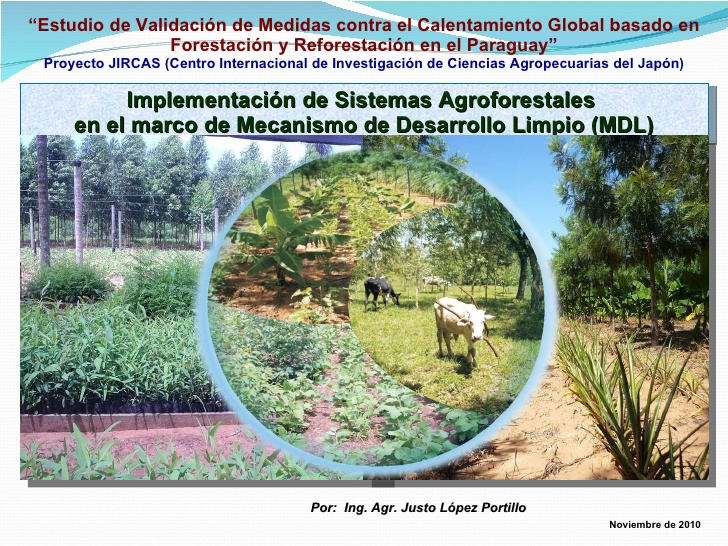 “Estudio de Validación de Medidas contra el Calentamiento Global basado en
Forestación y Reforestación en el Paraguay”
Proyecto JIRCAS (Centro Internacional de Investigación de Ciencias Agropecuarias del Japón)
Implementación de Sistemas Agroforestales
en el marco de Mecanismo de Desarrollo Limpio (MDL)
Por: Ing. Agr. Justo López Portillo
Noviembre de 2010